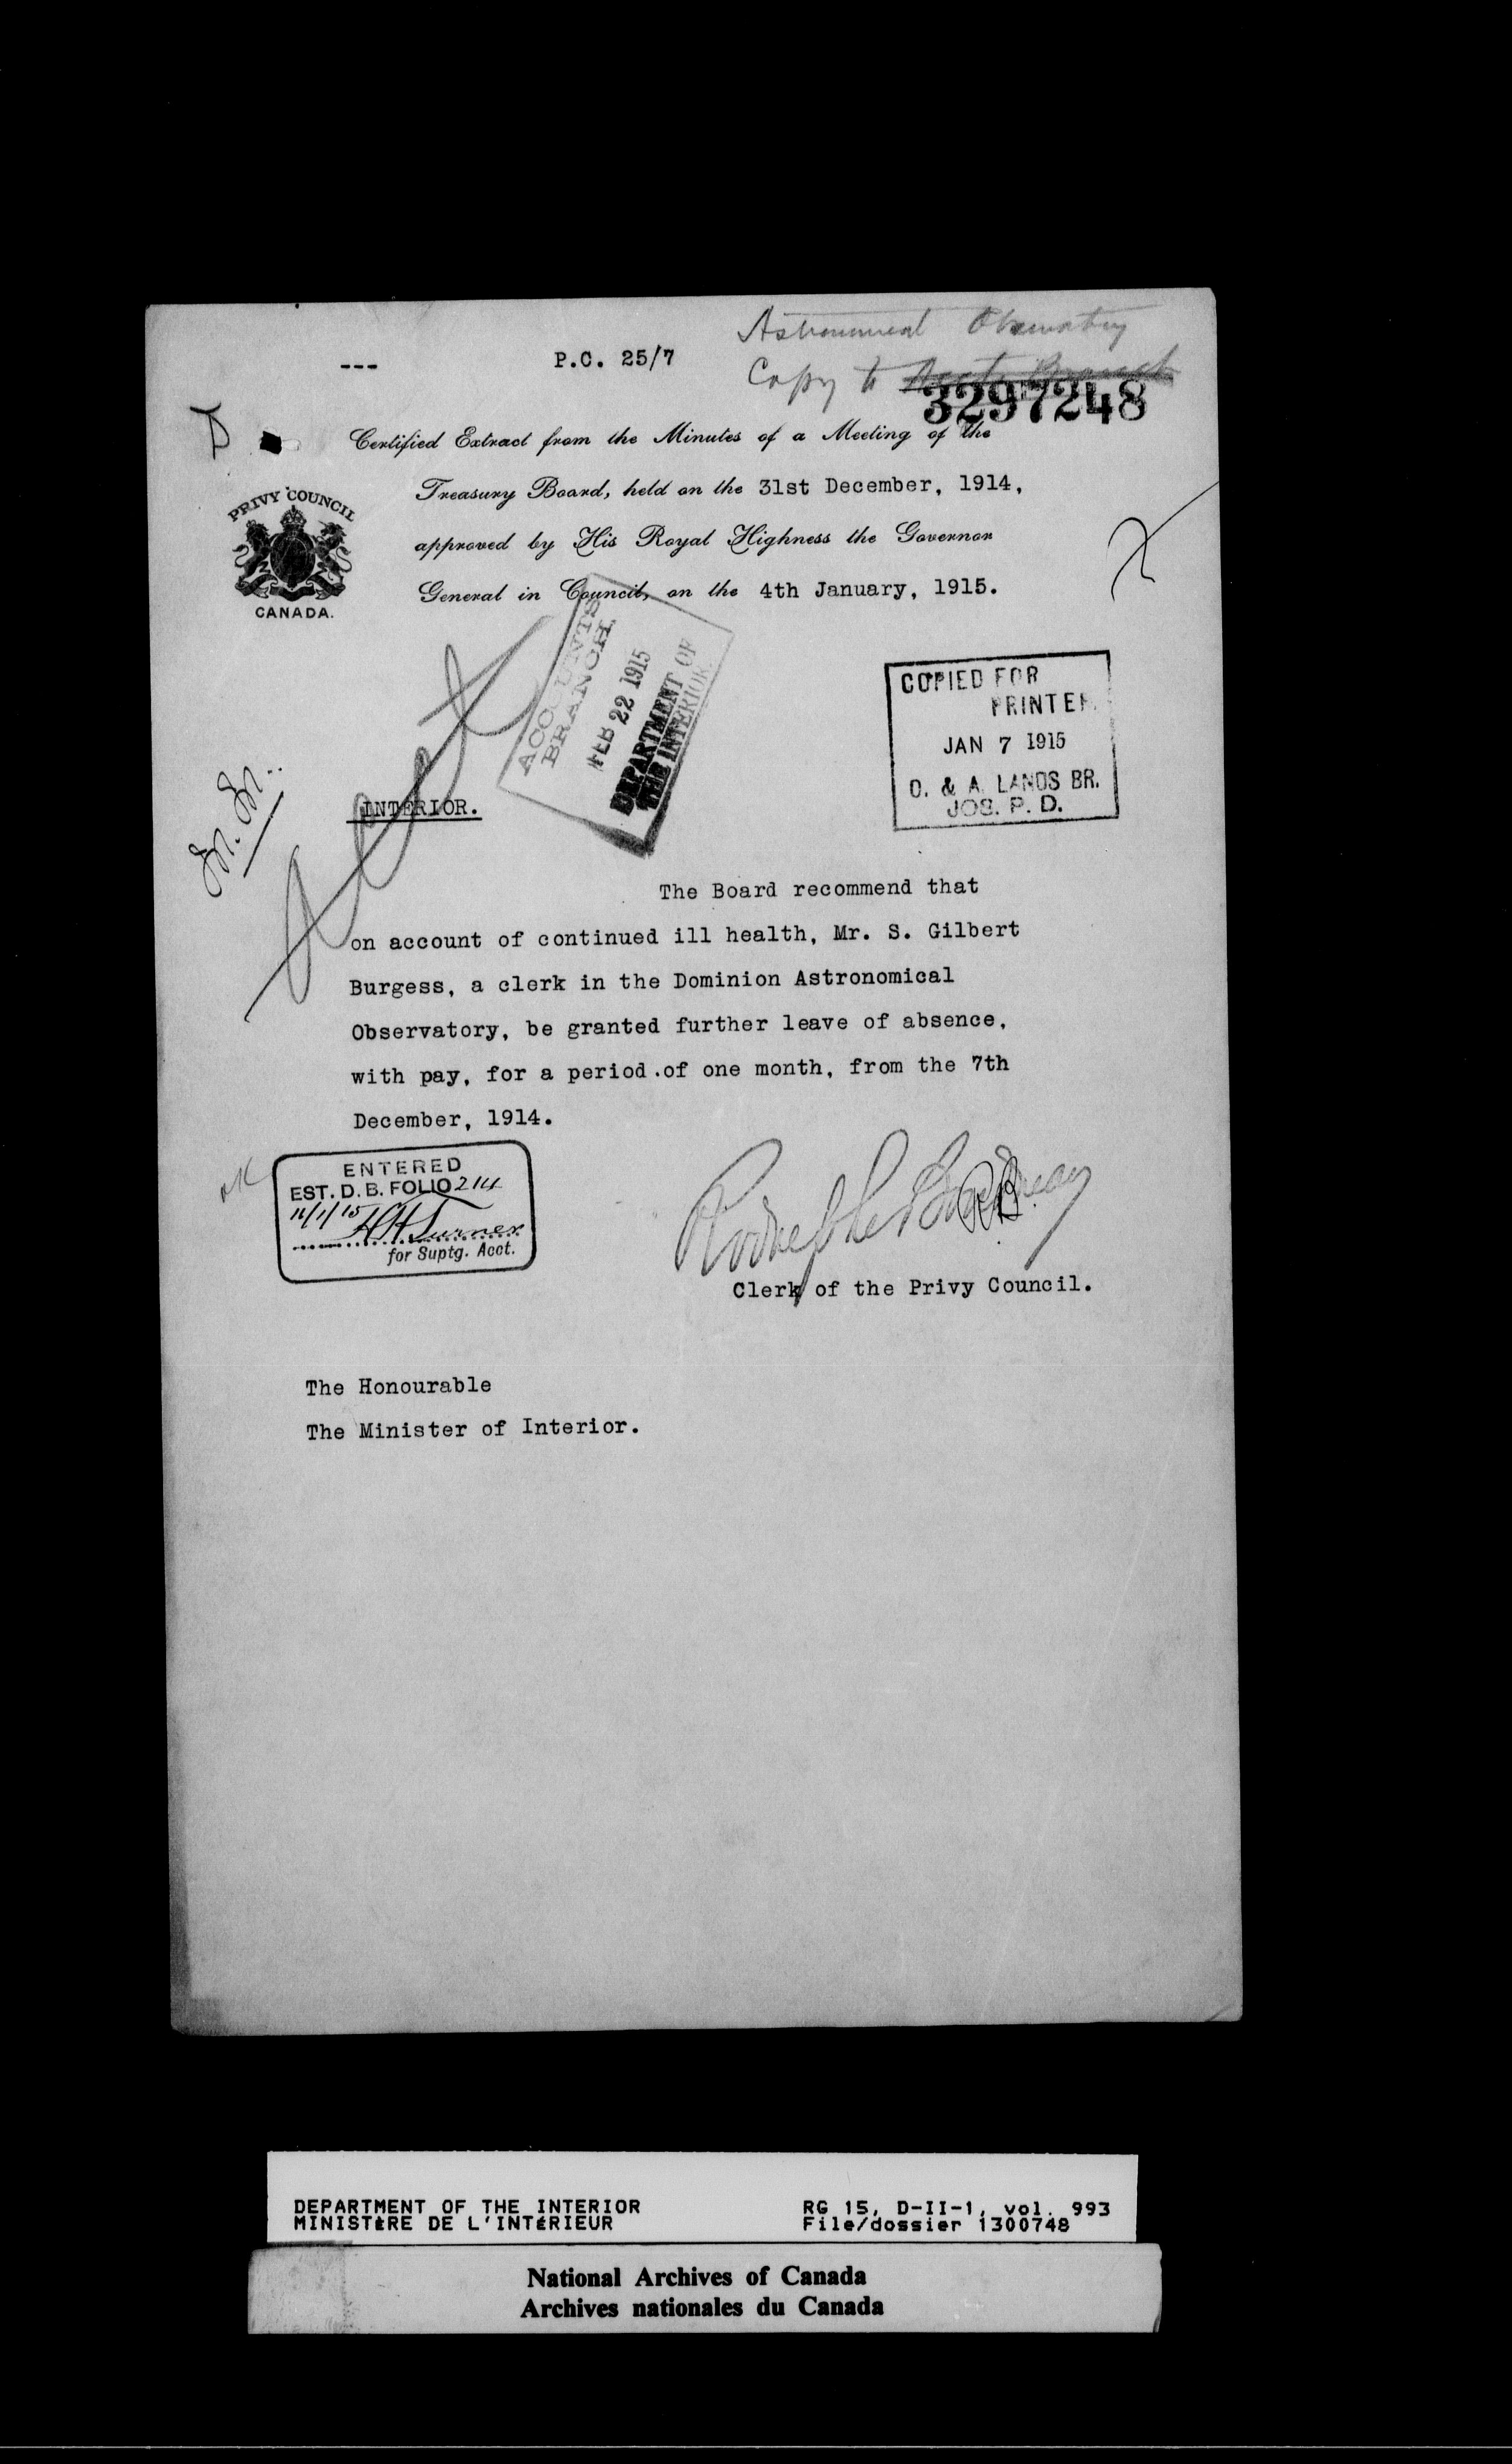 Astronomical Observatory
--- P.C. 25/7
Copy to Accts Branch
3297248
Certified Extract from the Minutes of a Meeting of the
Treasury Board, held on the 31st December, 1914,
approved by His Royal Highness the Governor
General in Council, on the 4th January, 1915.
PRIVY COUNCIL
CANADA.
ACCOUNTS
BRANCH
FEB 22 1915
DEPARTMENT OF
THE INTERIOR.
COPIED FOR
PRINTER
JAN 7 1915
O. & A. LANDS BR.
JOS. P. D.
INTERIOR.
The Board recommend that
on account of continued ill health, Mr. S. Gilbert
Burgess, a clerk in the Dominion Astronomical
Observatory, be granted further leave of absence,
with pay, for a period of one month, from the 7th
December, 1914.
ENTERED
EST. D. B. FOLIO 214
11/1/15 HH Turner
for Suptg. Acct.
Rodolphe Boudreau
RB
Clerk of the Privy Council.
The Honourable
The Minister of Interior.
DEPARTMENT OF THE INTERIOR
MINISTÈRE DE L'INTÉRIEUR
RG 15, D-II-1, vol. 993
File/dossier 1300748
National Archives of Canada
Archives nationales du Canada